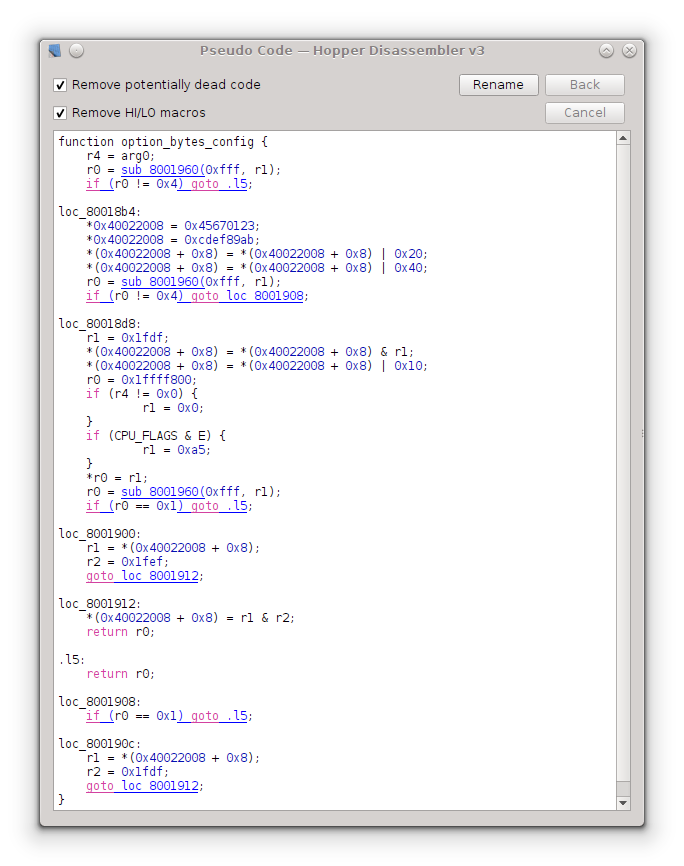 Pseudo Code — Hopper Disassembler v3
Remove potentially dead code
Rename
Back
Remove HI/LO macros
Cancel
function option_bytes_config {
    r4 = arg0;
    r0 = sub_8001960(0xfff, r1);
    if (r0 != 0x4) goto .l5;

loc_80018b4:
    *0x40022008 = 0x45670123;
    *0x40022008 = 0xcdef89ab;
    *(0x40022008 + 0x8) = *(0x40022008 + 0x8) | 0x20;
    *(0x40022008 + 0x8) = *(0x40022008 + 0x8) | 0x40;
    r0 = sub_8001960(0xfff, r1);
    if (r0 != 0x4) goto loc_8001908;

loc_80018d8:
    r1 = 0x1fdf;
    *(0x40022008 + 0x8) = *(0x40022008 + 0x8) & r1;
    *(0x40022008 + 0x8) = *(0x40022008 + 0x8) | 0x10;
    r0 = 0x1ffff800;
    if (r4 != 0x0) {
            r1 = 0x0;
    }
    if (CPU_FLAGS & E) {
            r1 = 0xa5;
    }
    *r0 = r1;
    r0 = sub_8001960(0xfff, r1);
    if (r0 == 0x1) goto .l5;

loc_8001900:
    r1 = *(0x40022008 + 0x8);
    r2 = 0x1fef;
    goto loc_8001912;

loc_8001912:
    *(0x40022008 + 0x8) = r1 & r2;
    return r0;

.l5:
    return r0;

loc_8001908:
    if (r0 == 0x1) goto .l5;

loc_800190c:
    r1 = *(0x40022008 + 0x8);
    r2 = 0x1fdf;
    goto loc_8001912;
}